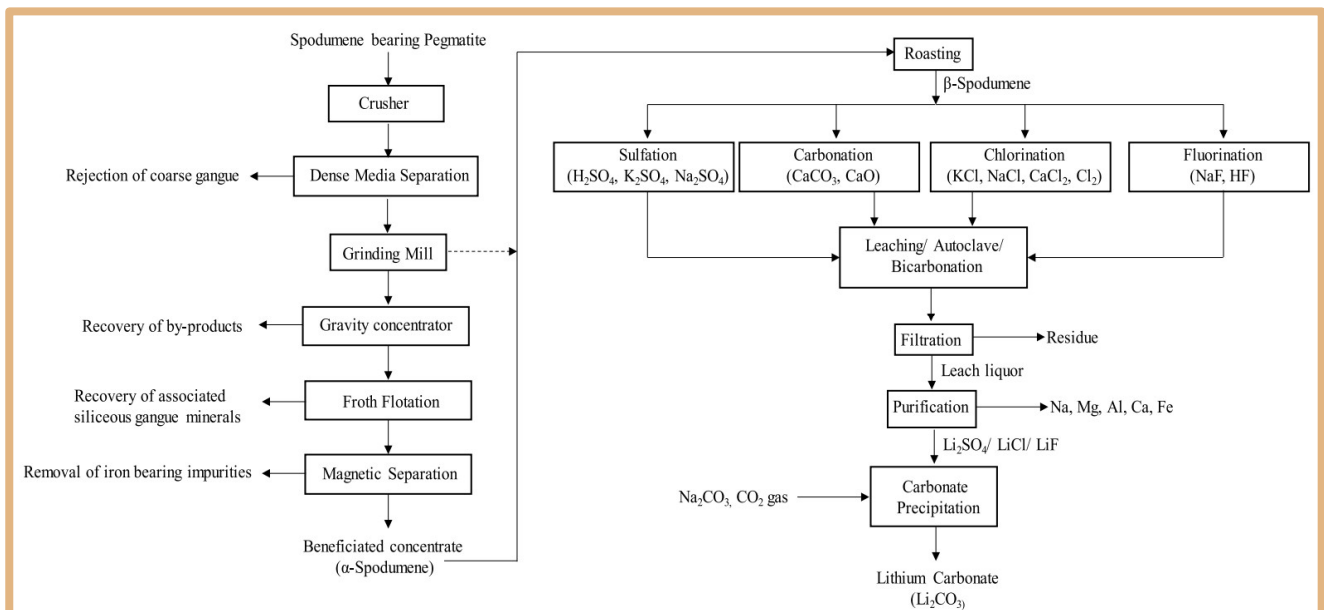 Spodumene bearing Pegmatite
Crusher
Rejection of coarse gangue
Dense Media Separation
Grinding Mill
Recovery of by-products
Gravity concentrator
Recovery of associated
siliceous gangue minerals
Froth Flotation
Removal of iron bearing impurities
Magnetic Separation
Beneficiated concentrate
(α-Spodumene)
Roasting
β-Spodumene
Sulfation
(H₂SO₄, K₂SO₄, Na₂SO₄)
Carbonation
(CaCO₃, CaO)
Chlorination
(KCl, NaCl, CaCl₂, Cl₂)
Fluorination
(NaF, HF)
Leaching/ Autoclave/
Bicarbonation
Filtration
Residue
Leach liquor
Purification
Na, Mg, Al, Ca, Fe
Li₂SO₄/ LiCl/ LiF
Na₂CO₃, CO₂ gas
Carbonate
Precipitation
Lithium Carbonate
(Li₂CO₃)